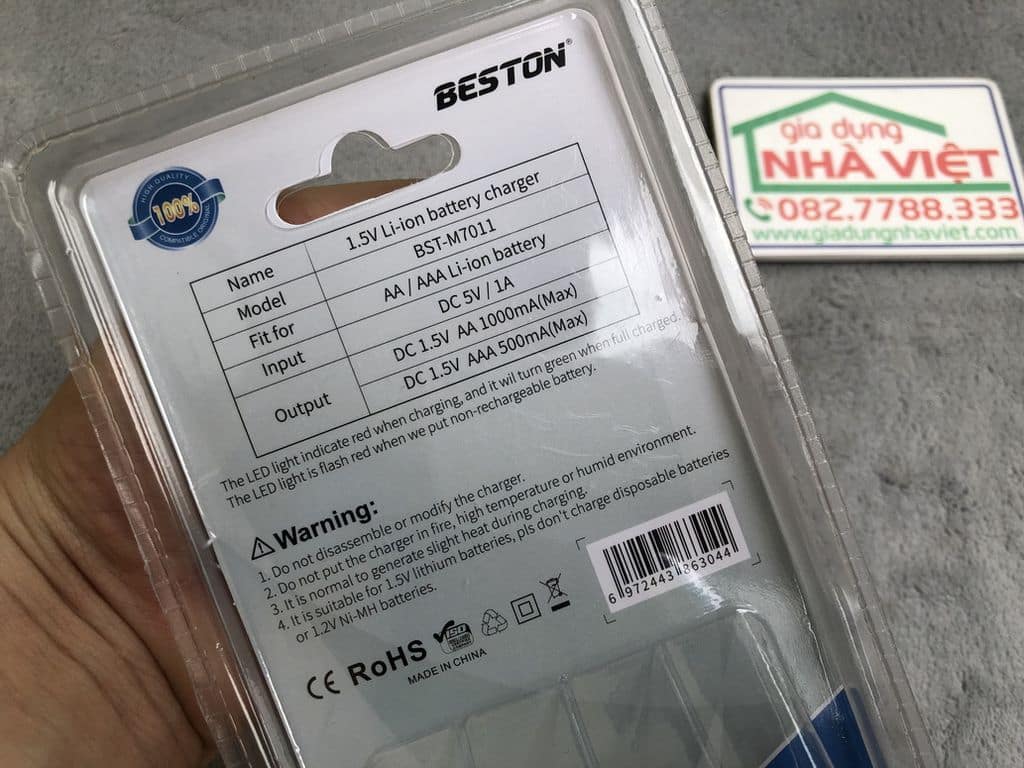 BESTON®
HIGH QUALITY
100%
COMPATIBLE ORIGINAL
Name 1.5V Li-ion battery charger
Model BST-M7011
Fit for AA / AAA Li-ion battery
Input DC 5V / 1A
Output DC 1.5V AA 1000mA(Max)
DC 1.5V AAA 500mA(Max)
The LED light indicate red when charging, and it wil turn green when full charged.
The LED light is flash red when we put non-rechargeable battery.
Warning:
1. Do not disassemble or modify the charger.
2. Do not put the charger in fire, high temperature or humid environment.
3. It is normal to generate slight heat during charging.
4. It is suitable for 1.5V lithium batteries, pls don't charge disposable batteries
or 1.2V Ni-MH batteries.
CE RoHS ISO
MADE IN CHINA
6 972443 863044
gia dụng
NHÀ VIỆT
082.7788.333
www.giadungnhaviet.com